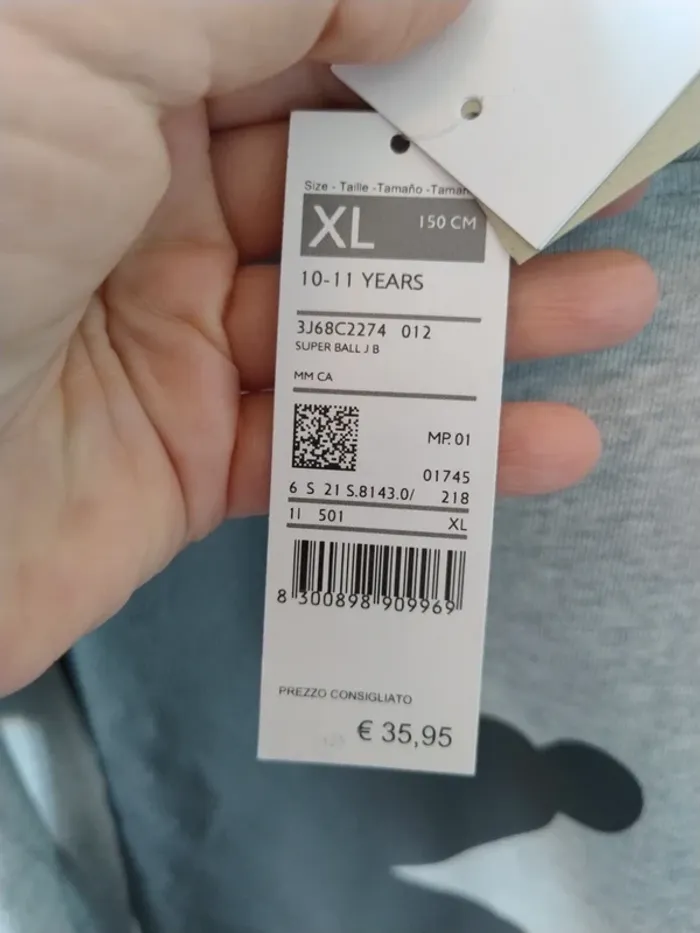 Size - Taille -Tamaño -Taman
XL 150 CM
10-11 YEARS
3J68C2274 012
SUPER BALL J B
MM CA
MP. 01
01745
6 S 21 S.8143.0/ 218
11 501 XL
8 300898 909969
PREZZO CONSIGLIATO
€ 35,95